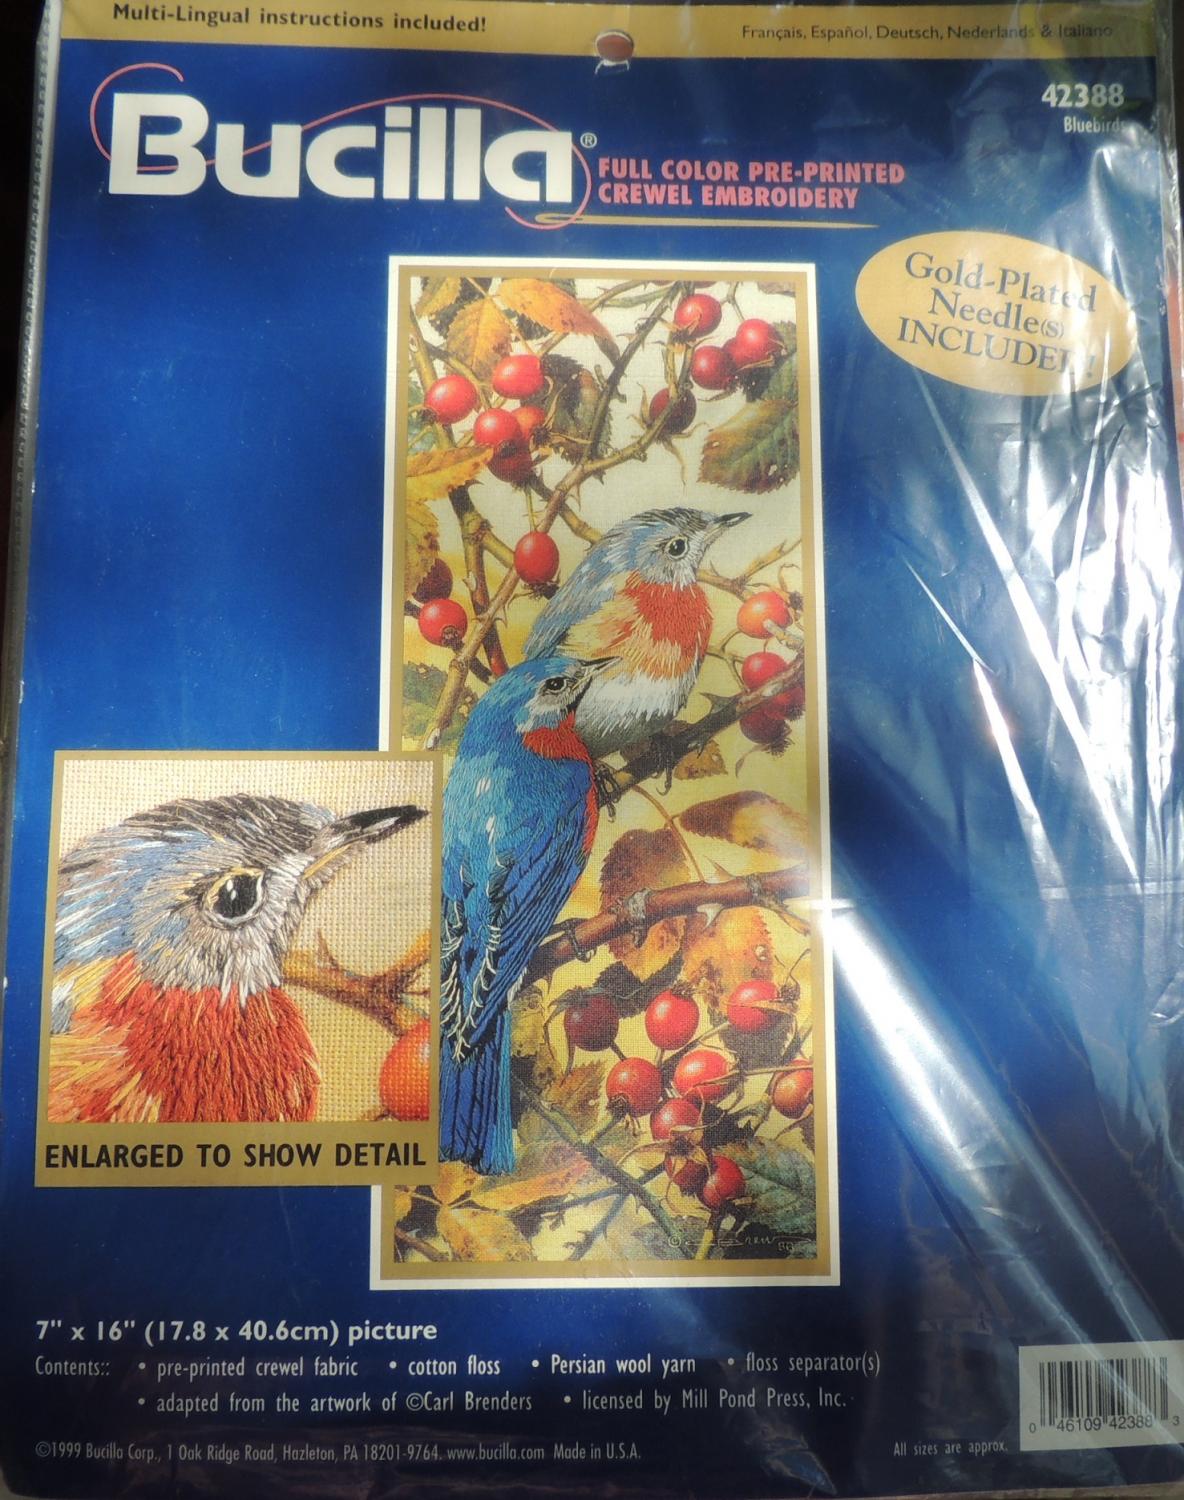 Multi-Lingual instructions included!
Français, Español, Deutsch, Nederlands & Italiano
42388
Bluebirds
Bucilla®
FULL COLOR PRE-PRINTED
CREWEL EMBROIDERY
Gold-Plated
Needle(s)
INCLUDED!
ENLARGED TO SHOW DETAIL
7" x 16" (17.8 x 40.6cm) picture
Contents:: • pre-printed crewel fabric • cotton floss • Persian wool yarn • floss separator(s)
• adapted from the artwork of ©Carl Brenders • licensed by Mill Pond Press, Inc.
©1999 Bucilla Corp., 1 Oak Ridge Road, Hazleton, PA 18201-9764. www.bucilla.com Made in U.S.A.
All sizes are approx.
0 46109 42388 3